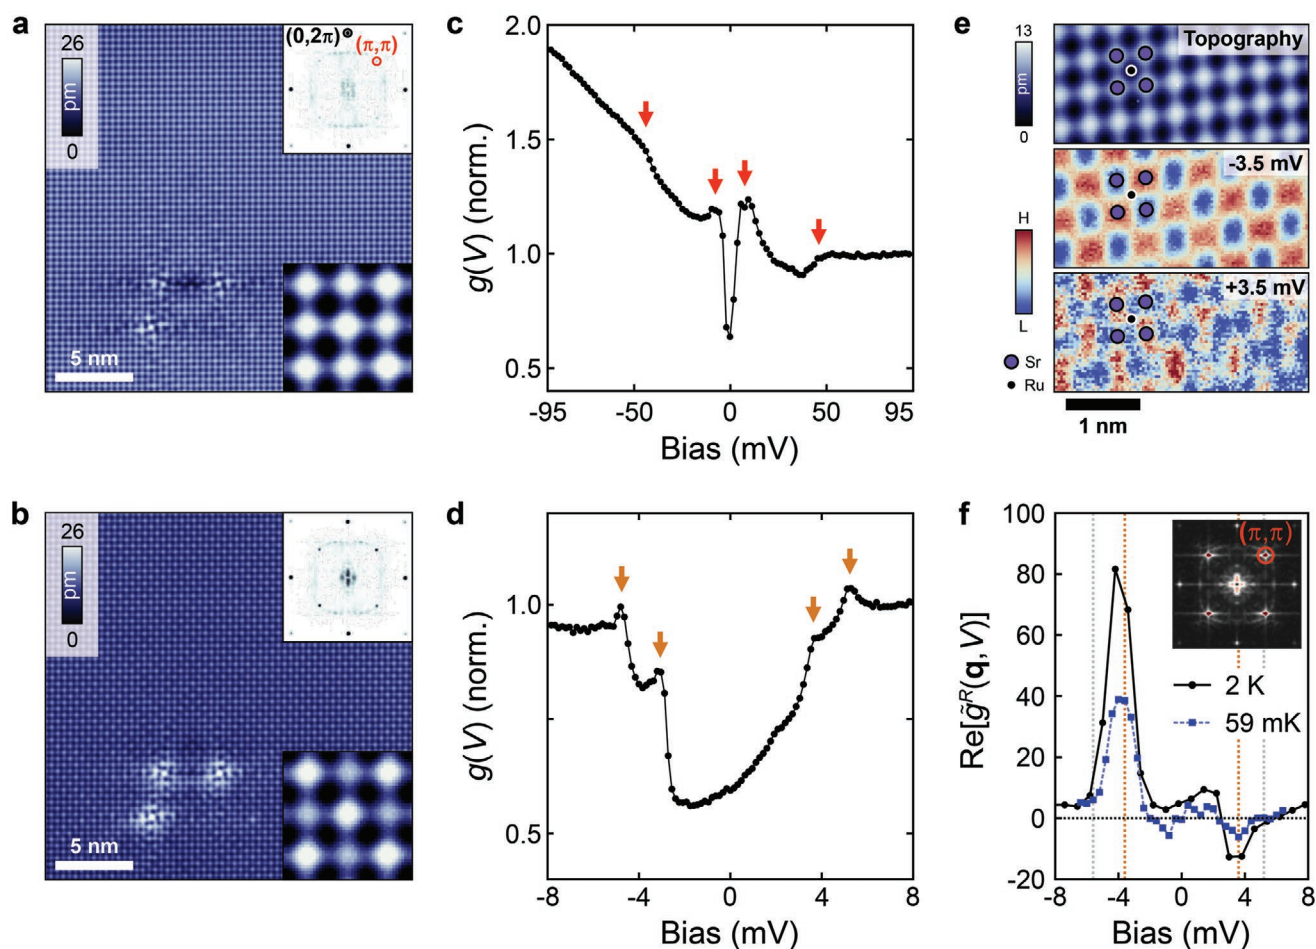 a
26
pm
0
(0,2π)
(π,π)
5 nm
b
26
pm
0
5 nm
c
2.0
1.5
1.0
0.5
g(V) (norm.)
-95
-50
0
50
95
Bias (mV)
d
1.0
0.5
g(V) (norm.)
-8
-4
0
4
8
Bias (mV)
e
13
pm
0
Topography
-3.5 mV
H
L
+3.5 mV
Sr
Ru
1 nm
f
100
80
60
40
20
0
-20
Re[g̃ᴿ(q,V)]
(π,π)
2 K
59 mK
-8
-4
0
4
8
Bias (mV)